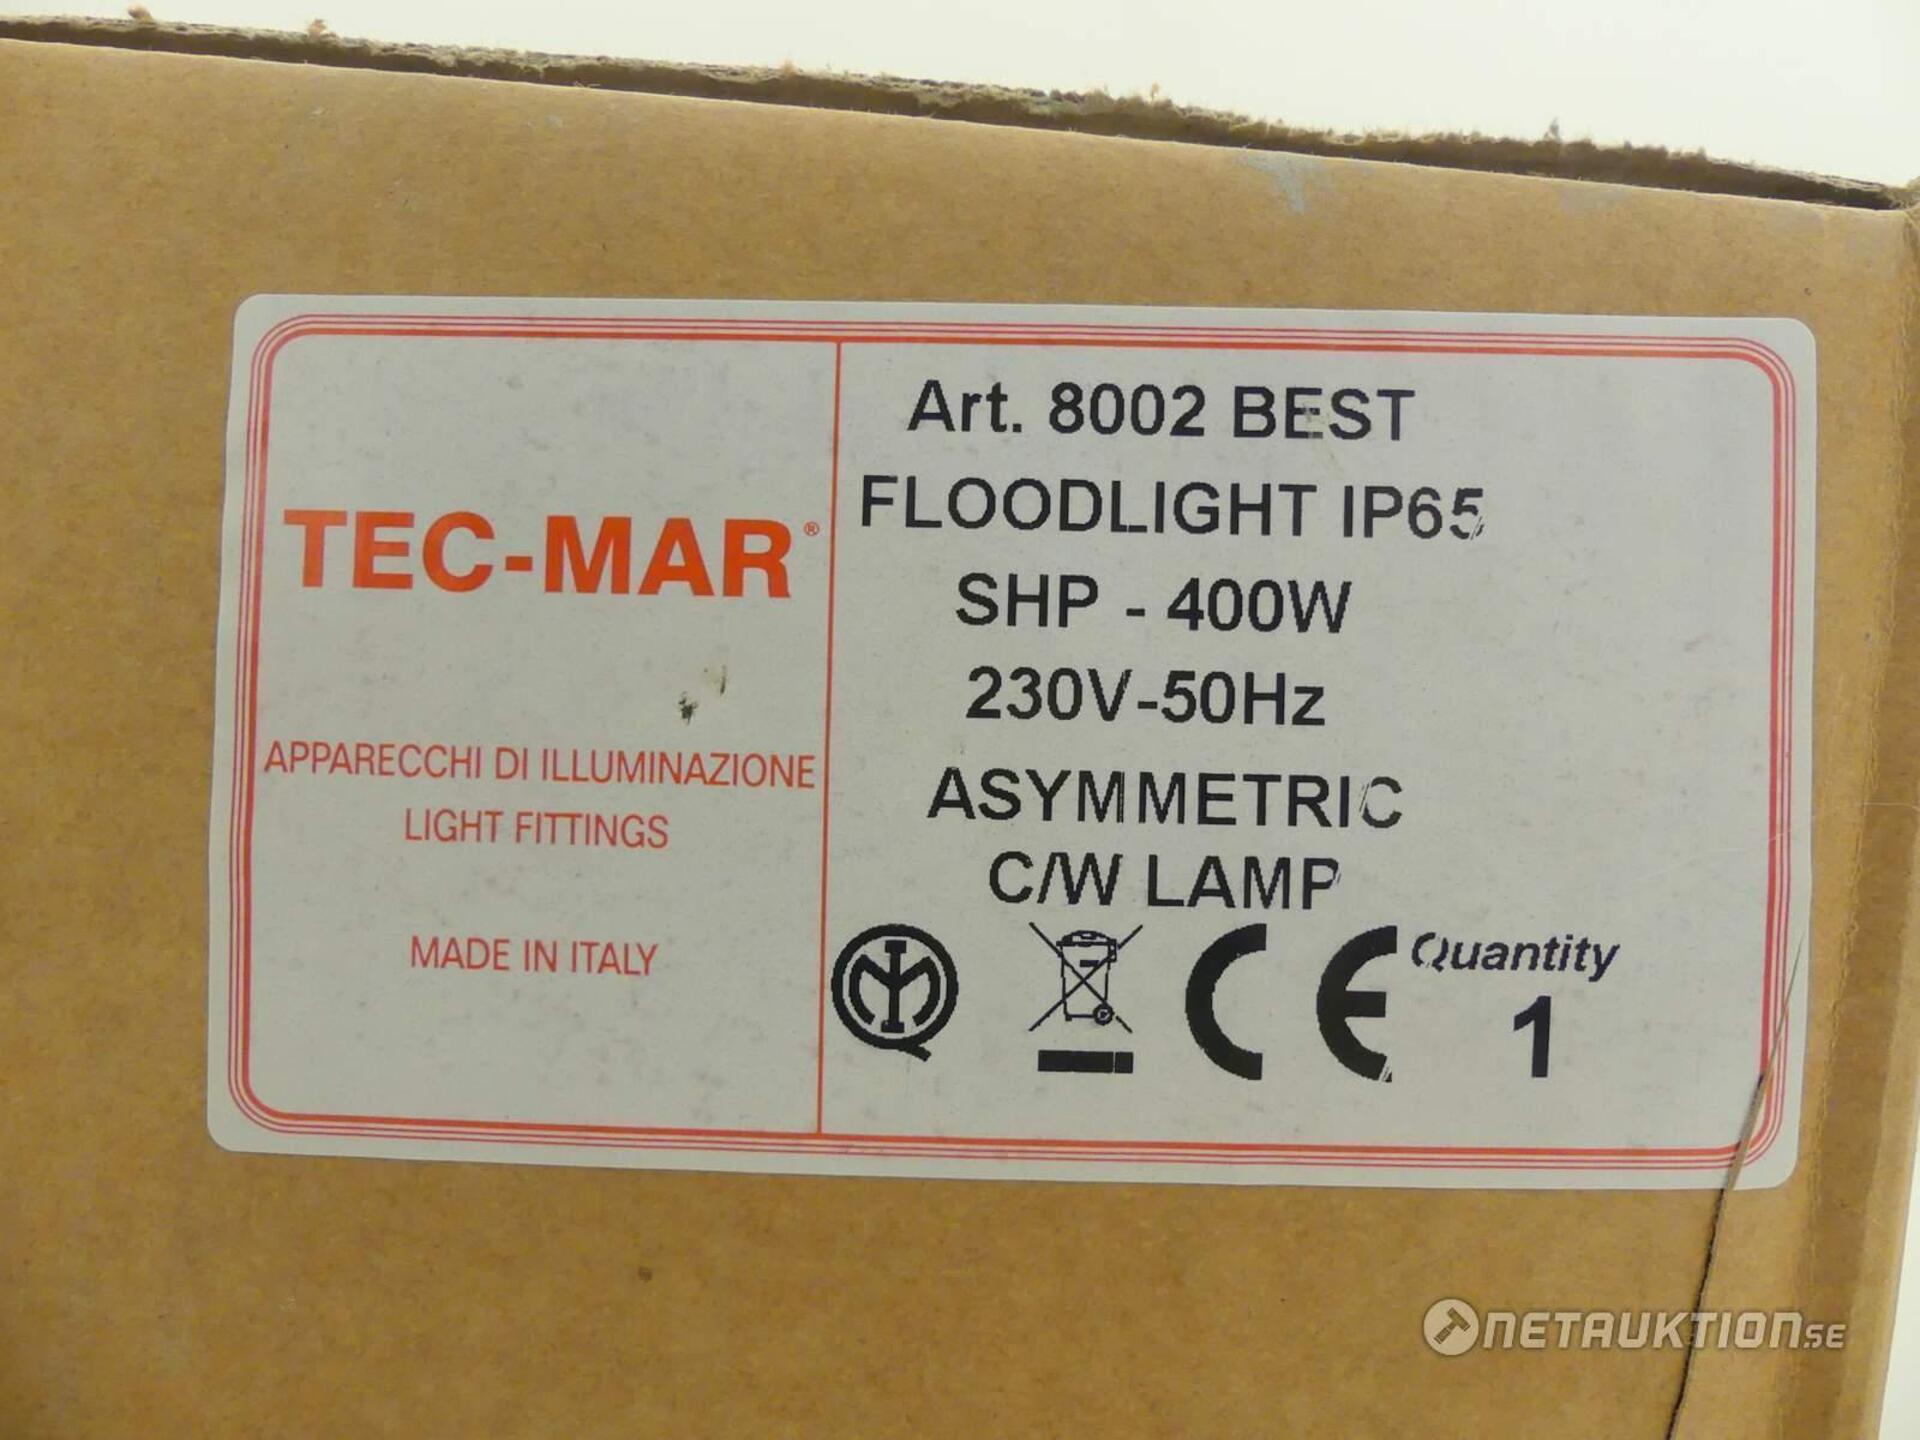 TEC-MAR®
APPARECCHI DI ILLUMINAZIONE
LIGHT FITTINGS
MADE IN ITALY
Art. 8002 BEST
FLOODLIGHT IP65
SHP - 400W
230V-50Hz
ASYMMETRIC
C/W LAMP
CE
Quantity
1
NETAUKTION.SE